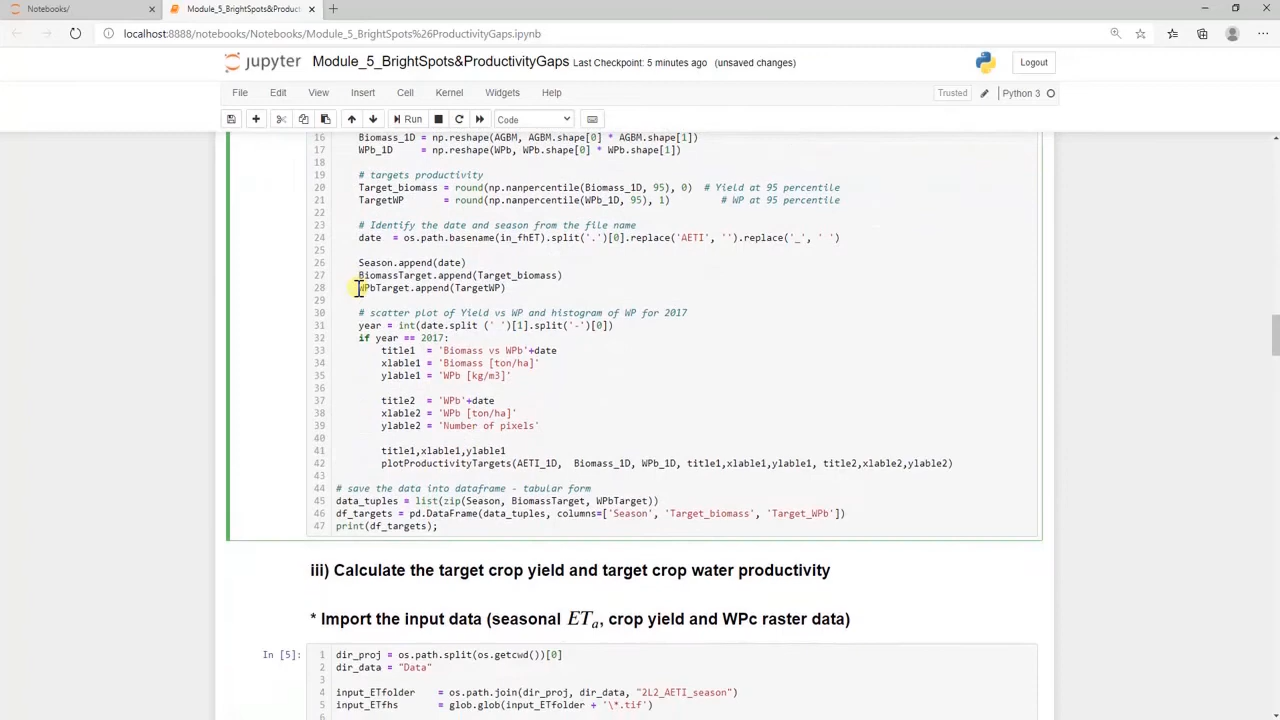 Notebooks/
Module_5_BrightSpots&Product
localhost:8888/notebooks/Notebooks/Module_5_BrightSpots%26ProductivityGaps.ipynb
jupyter Module_5_BrightSpots&ProductivityGaps Last Checkpoint: 5 minutes ago (unsaved changes) Logout
File Edit View Insert Cell Kernel Widgets Help Trusted Python 3
Run Code
16 Biomass_1D = np.reshape(AGBM, AGBM.shape[0] * AGBM.shape[1])
17 WPb_1D = np.reshape(WPb, WPb.shape[0] * WPb.shape[1])
18
19 # targets productivity
20 Target_biomass = round(np.nanpercentile(Biomass_1D, 95), 0) # Yield at 95 percentile
21 TargetWP = round(np.nanpercentile(WPb_1D, 95), 1) # WP at 95 percentile
22
23 # Identify the date and season from the file name
24 date = os.path.basename(in_fhET).split('.')[0].replace('AETI', '').replace('_', ' ')
25
26 Season.append(date)
27 BiomassTarget.append(Target_biomass)
28 WPbTarget.append(TargetWP)
29
30 # scatter plot of Yield vs WP and histogram of WP for 2017
31 year = int(date.split (' ')[1].split('-')[0])
32 if year == 2017:
33 title1 = 'Biomass vs WPb'+date
34 xlable1 = 'Biomass [ton/ha]'
35 ylable1 = 'WPb [kg/m3]'
36
37 title2 = 'WPb'+date
38 xlable2 = 'WPb [ton/ha]'
39 ylable2 = 'Number of pixels'
40
41 title1,xlable1,ylable1
42 plotProductivityTargets(AETI_1D, Biomass_1D, WPb_1D, title1,xlable1,ylable1, title2,xlable2,ylable2)
43
44 # save the data into dataframe - tabular form
45 data_tuples = list(zip(Season, BiomassTarget, WPbTarget))
46 df_targets = pd.DataFrame(data_tuples, columns=['Season', 'Target_biomass', 'Target_WPb'])
47 print(df_targets);
iii) Calculate the target crop yield and target crop water productivity
* Import the input data (seasonal ETa, crop yield and WPc raster data)
In [5]: 1 dir_proj = os.path.split(os.getcwd())[0]
2 dir_data = "Data"
3
4 input_ETfolder = os.path.join(dir_proj, dir_data, "2L2_AETI_season")
5 input_ETfhs = glob.glob(input_ETfolder + '\*.tif')
6